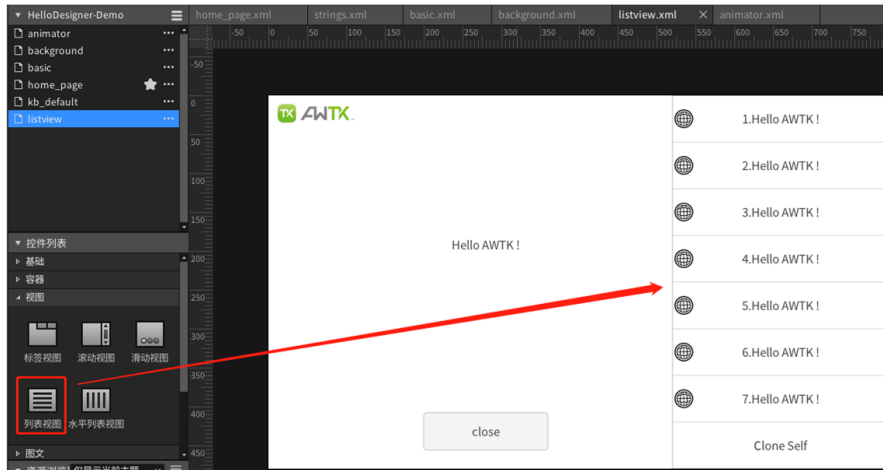 HelloDesigner-Demo
home_page.xml
strings.xml
basic.xml
background.xml
listview.xml
animator.xml
animator
background
basic
home_page
kb_default
listview
-50 0 50 100 150 200 250 300 350 400 450 500 550 600 650 700 750
-50
0
50
100
150
200
250
300
350
400
450
TK AWTK
Hello AWTK !
close
1.Hello AWTK !
2.Hello AWTK !
3.Hello AWTK !
4.Hello AWTK !
5.Hello AWTK !
6.Hello AWTK !
7.Hello AWTK !
Clone Self
控件列表
基础
容器
视图
标签视图 滚动视图 滑动视图
列表视图 水平列表视图
图文